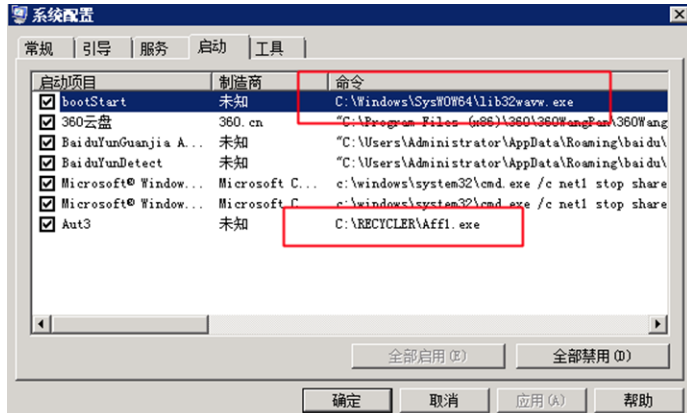 系统配置
常规 引导 服务 启动 工具
启动项目 制造商 命令
bootStart 未知 C:\Windows\SysWOW64\lib32wavw.exe
360云盘 360.cn "C:\Program Files (x86)\360\360WangPan\360Wang
BaiduYunGuanjia A... 未知 "C:\Users\Administrator\AppData\Roaming\baidu\
BaiduYunDetect 未知 "C:\Users\Administrator\AppData\Roaming\baidu\
Microsoft® Window... Microsoft C... c:\windows\system32\cmd.exe /c net1 stop share
Microsoft® Window... Microsoft C... c:\windows\system32\cmd.exe /c net1 stop share
Aut3 未知 C:\RECYCLER\Aff1.exe
全部启用(E) 全部禁用(D)
确定 取消 应用(A) 帮助